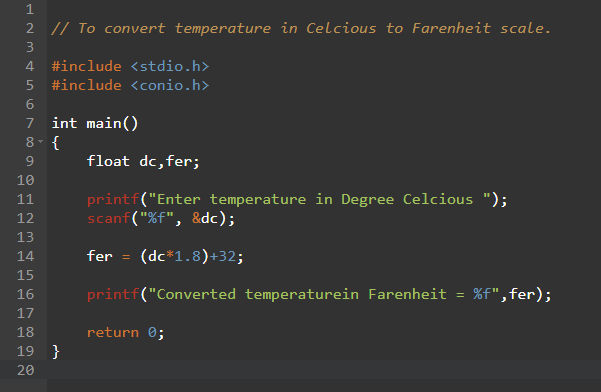 1
2 // To convert temperature in Celcious to Farenheit scale.
3
4 #include <stdio.h>
5 #include <conio.h>
6
7 int main()
8 {
9 float dc,fer;
10
11 printf("Enter temperature in Degree Celcious ");
12 scanf("%f", &dc);
13
14 fer = (dc*1.8)+32;
15
16 printf("Converted temperaturein Farenheit = %f",fer);
17
18 return 0;
19 }
20